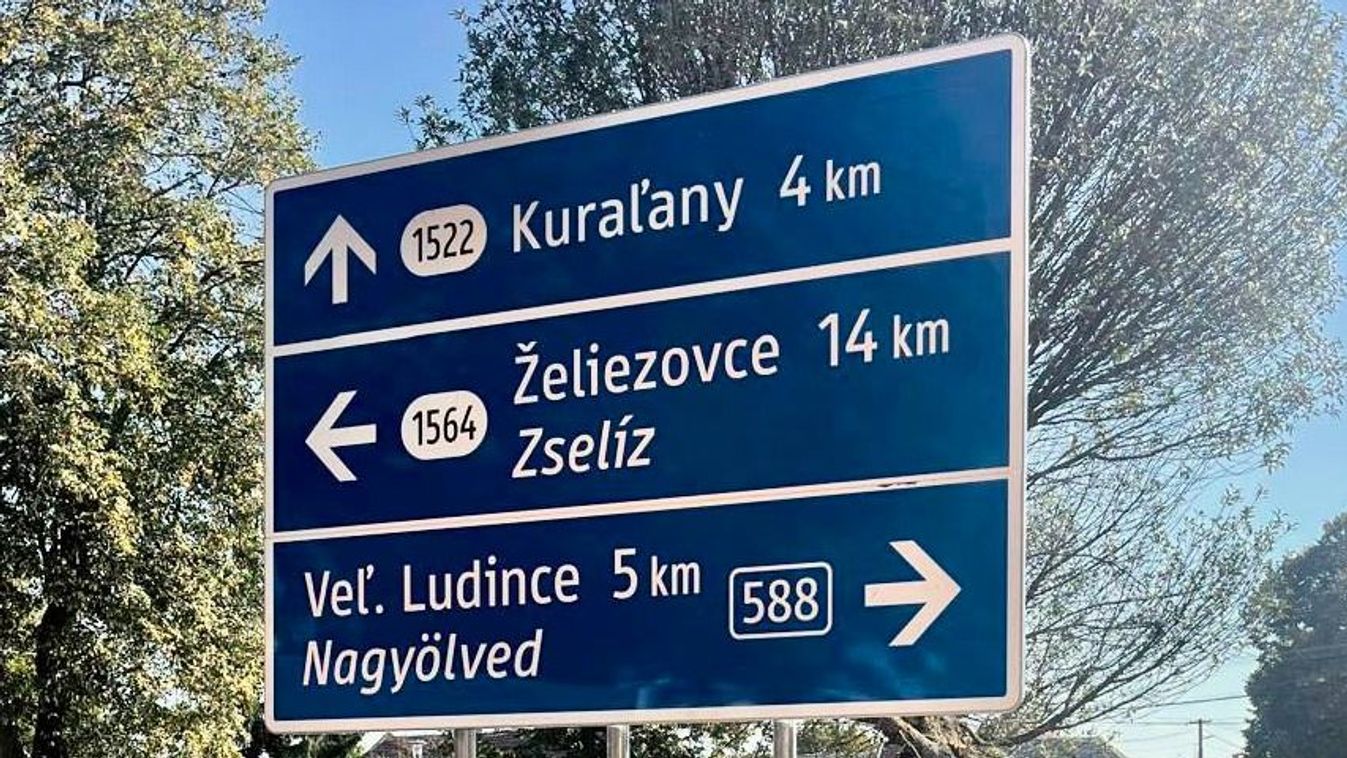 1522 Kuraľany 4 km
1564 Želiezovce 14 km
Zselíz
Veľ. Ludince 5 km 588
Nagyölved